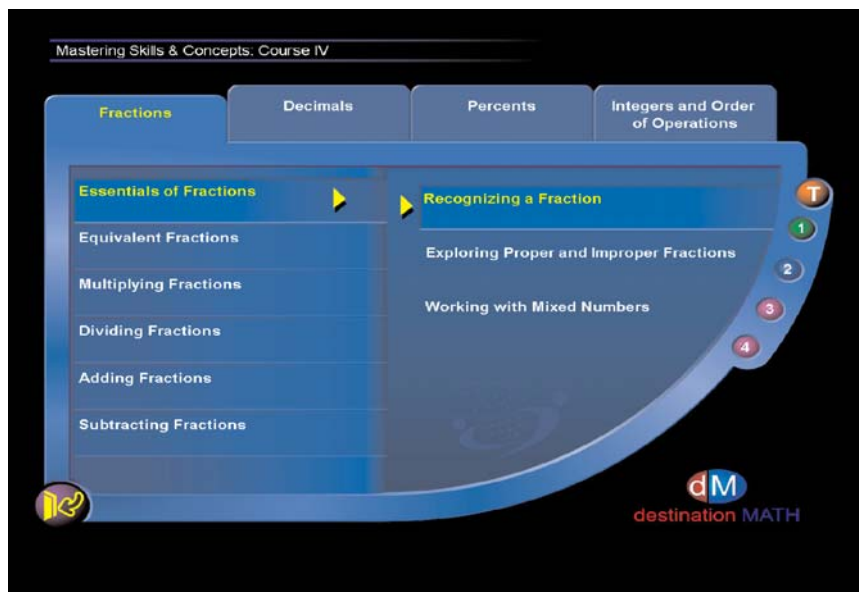 Mastering Skills & Concepts: Course IV
Fractions
Decimals
Percents
Integers and Order
of Operations
Essentials of Fractions
Equivalent Fractions
Multiplying Fractions
Dividing Fractions
Adding Fractions
Subtracting Fractions
Recognizing a Fraction
Exploring Proper and Improper Fractions
Working with Mixed Numbers
T
1
2
3
4
dM
destination MATH